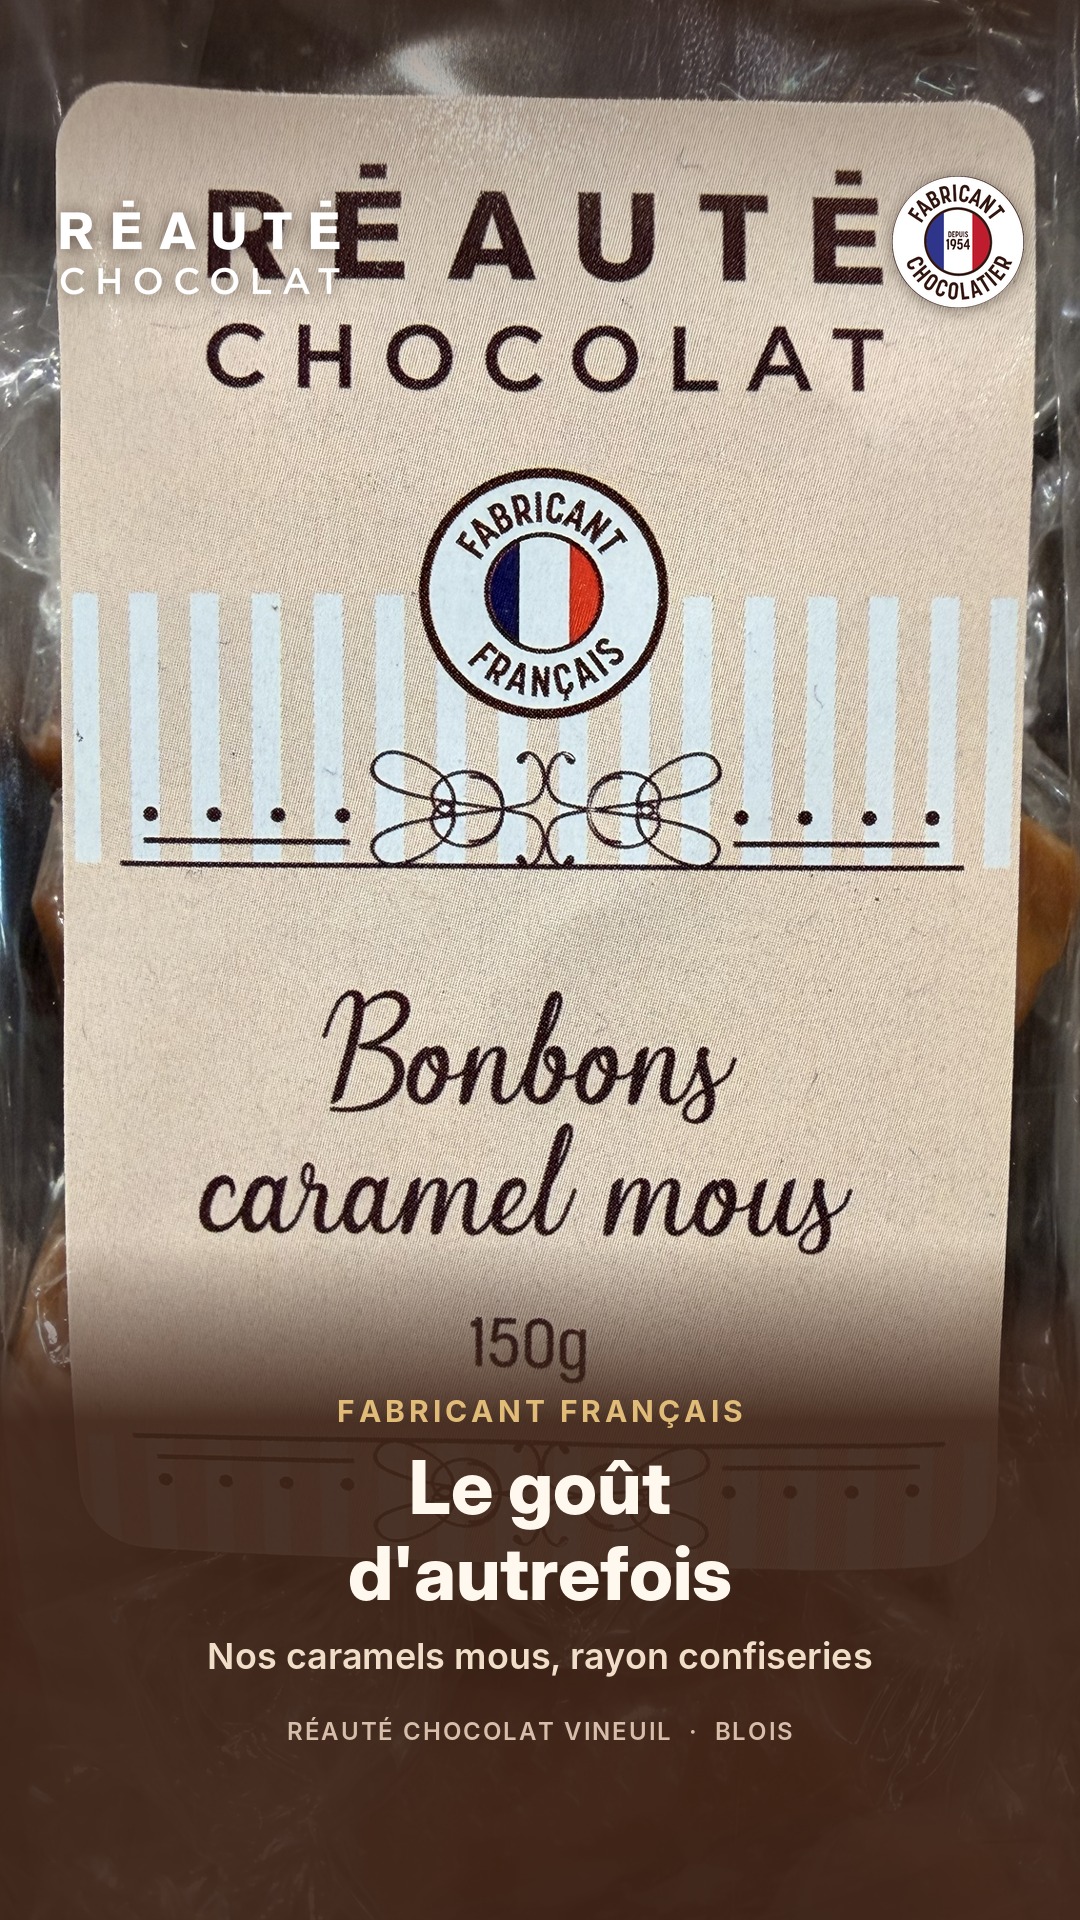 RÉAUTÉ
CHOCOLAT
FABRICANT
DEPUIS
1954
CHOCOLATIER
RÉAUTÉ
CHOCOLAT
FABRICANT
FRANÇAIS
Bonbons
caramel mous
150g
FABRICANT FRANÇAIS
Le goût
d'autrefois
Nos caramels mous, rayon confiseries
RÉAUTÉ CHOCOLAT VINEUIL · BLOIS